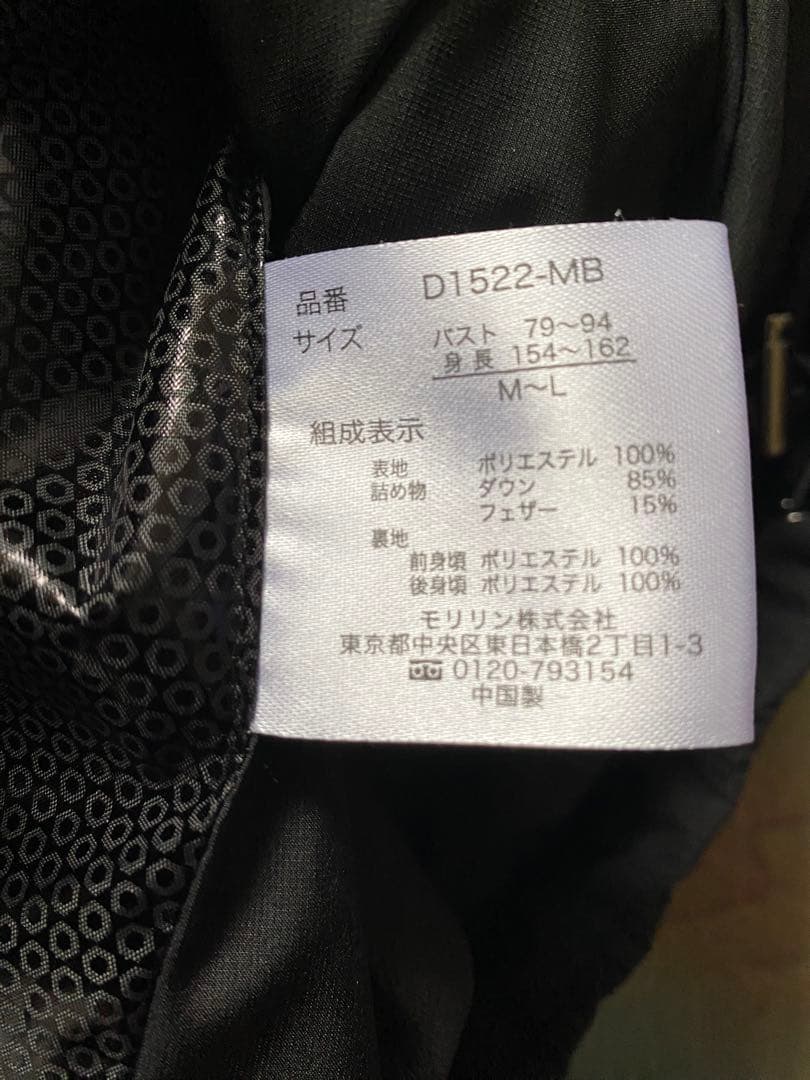 品番 D1522-MB
サイズ バスト 79～94
身長 154～162
M～L
組成表示
表地 ポリエステル 100%
詰め物 ダウン 85%
フェザー 15%
裏地
前身頃 ポリエステル 100%
後身頃 ポリエステル 100%
モリリン株式会社
東京都中央区東日本橋2丁目1-3
0120-793154
中国製